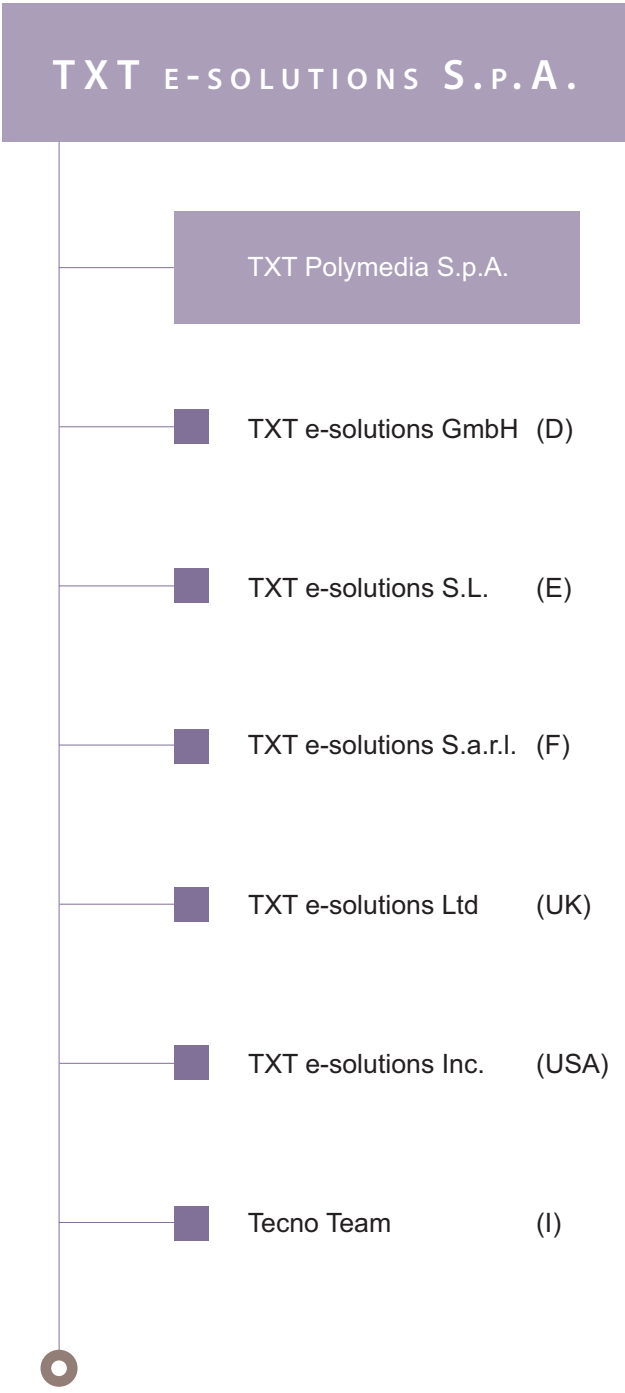 TXT E-SOLUTIONS S.P.A.
TXT Polymedia S.p.A.
TXT e-solutions GmbH (D)
TXT e-solutions S.L. (E)
TXT e-solutions S.a.r.l. (F)
TXT e-solutions Ltd (UK)
TXT e-solutions Inc. (USA)
Tecno Team (I)